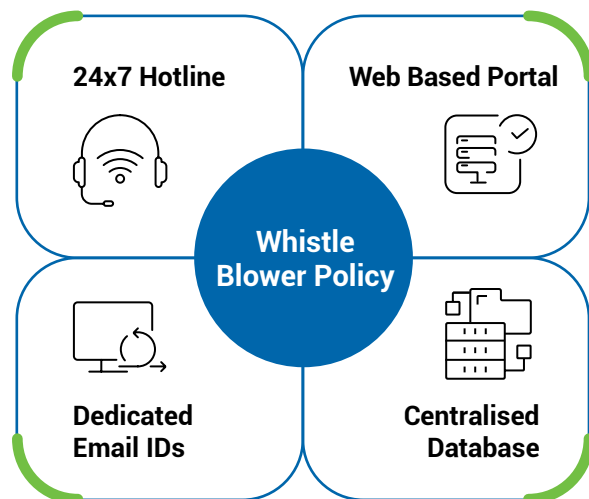 24x7 Hotline
Web Based Portal
Whistle
Blower Policy
Dedicated
Email IDs
Centralised
Database